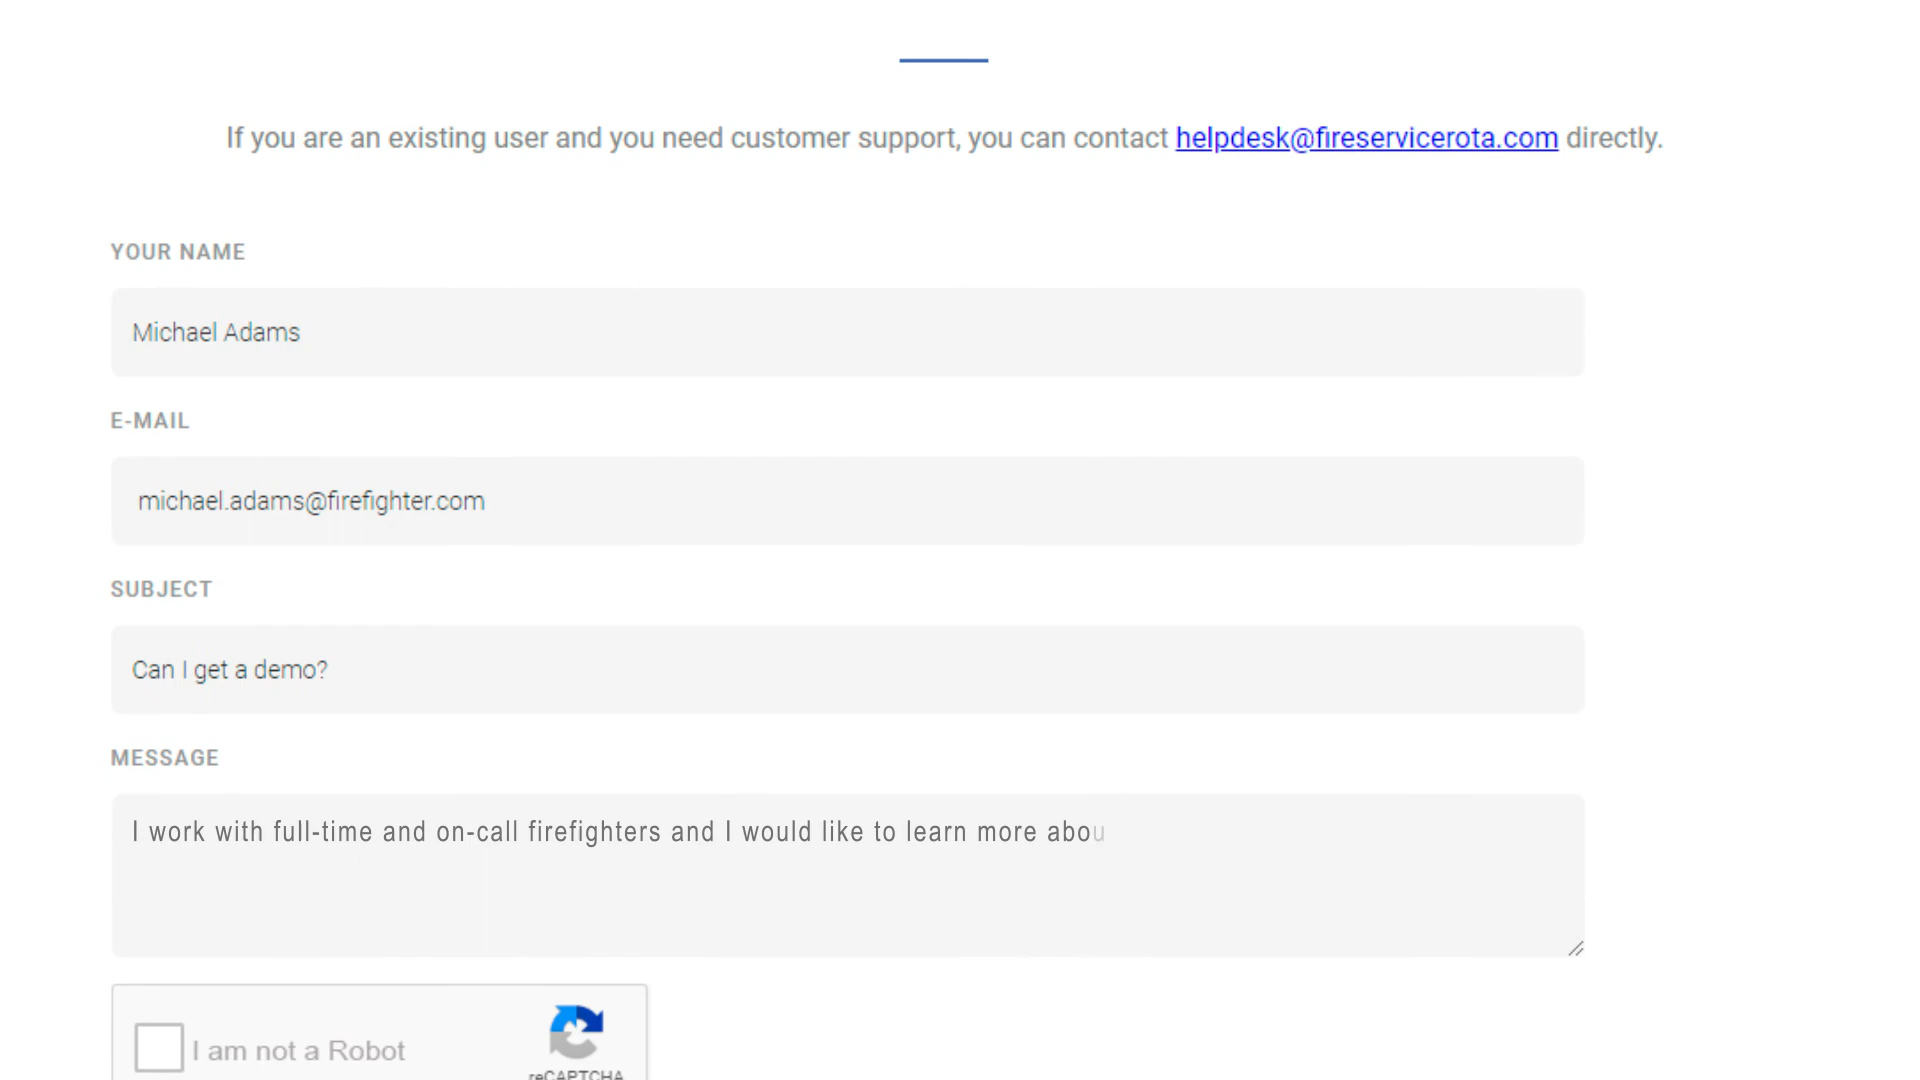 If you are an existing user and you need customer support, you can contact helpdesk@fireservicerota.com directly.
YOUR NAME
Michael Adams
E-MAIL
michael.adams@firefighter.com
SUBJECT
Can I get a demo?
MESSAGE
I work with full-time and on-call firefighters and I would like to learn more abou
I am not a Robot
reCAPTCHA